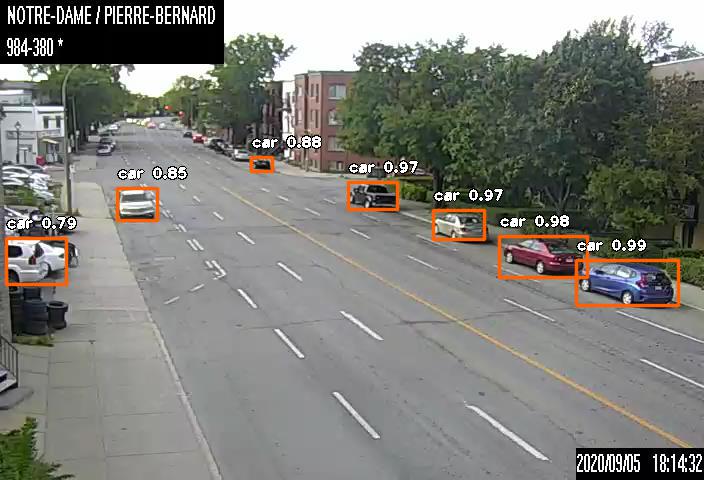 NOTRE-DAME / PIERRE-BERNARD
984-380 *
car 0.88
car 0.97
car 0.85
car 0.97
car 0.98
car 0.79
car 0.99
2020/09/05 18:14:32